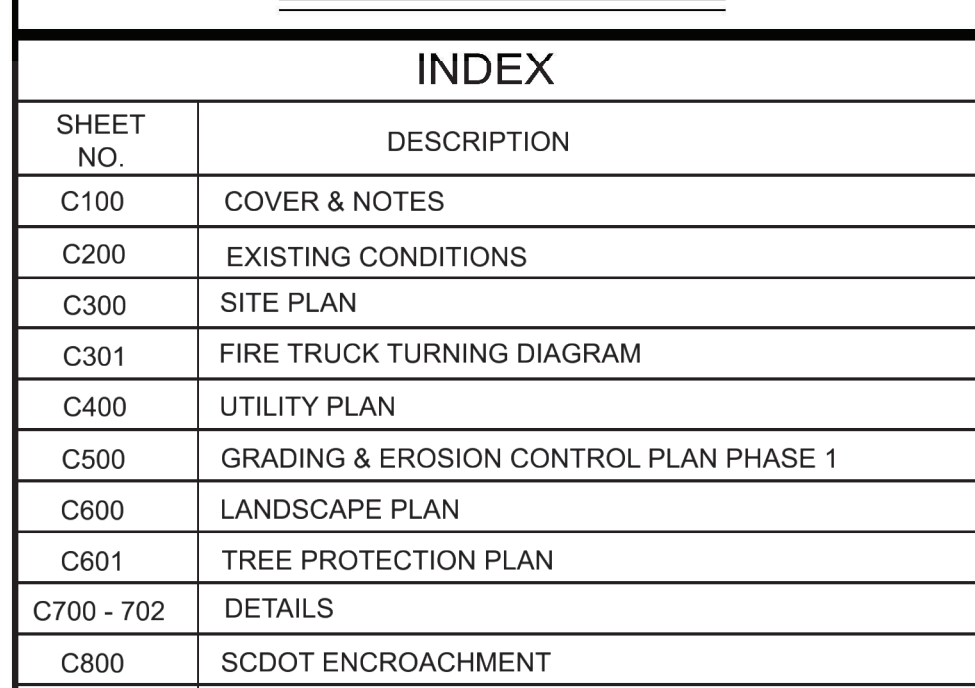 INDEX
SHEET NO. DESCRIPTION
C100 COVER & NOTES
C200 EXISTING CONDITIONS
C300 SITE PLAN
C301 FIRE TRUCK TURNING DIAGRAM
C400 UTILITY PLAN
C500 GRADING & EROSION CONTROL PLAN PHASE 1
C600 LANDSCAPE PLAN
C601 TREE PROTECTION PLAN
C700 - 702 DETAILS
C800 SCDOT ENCROACHMENT